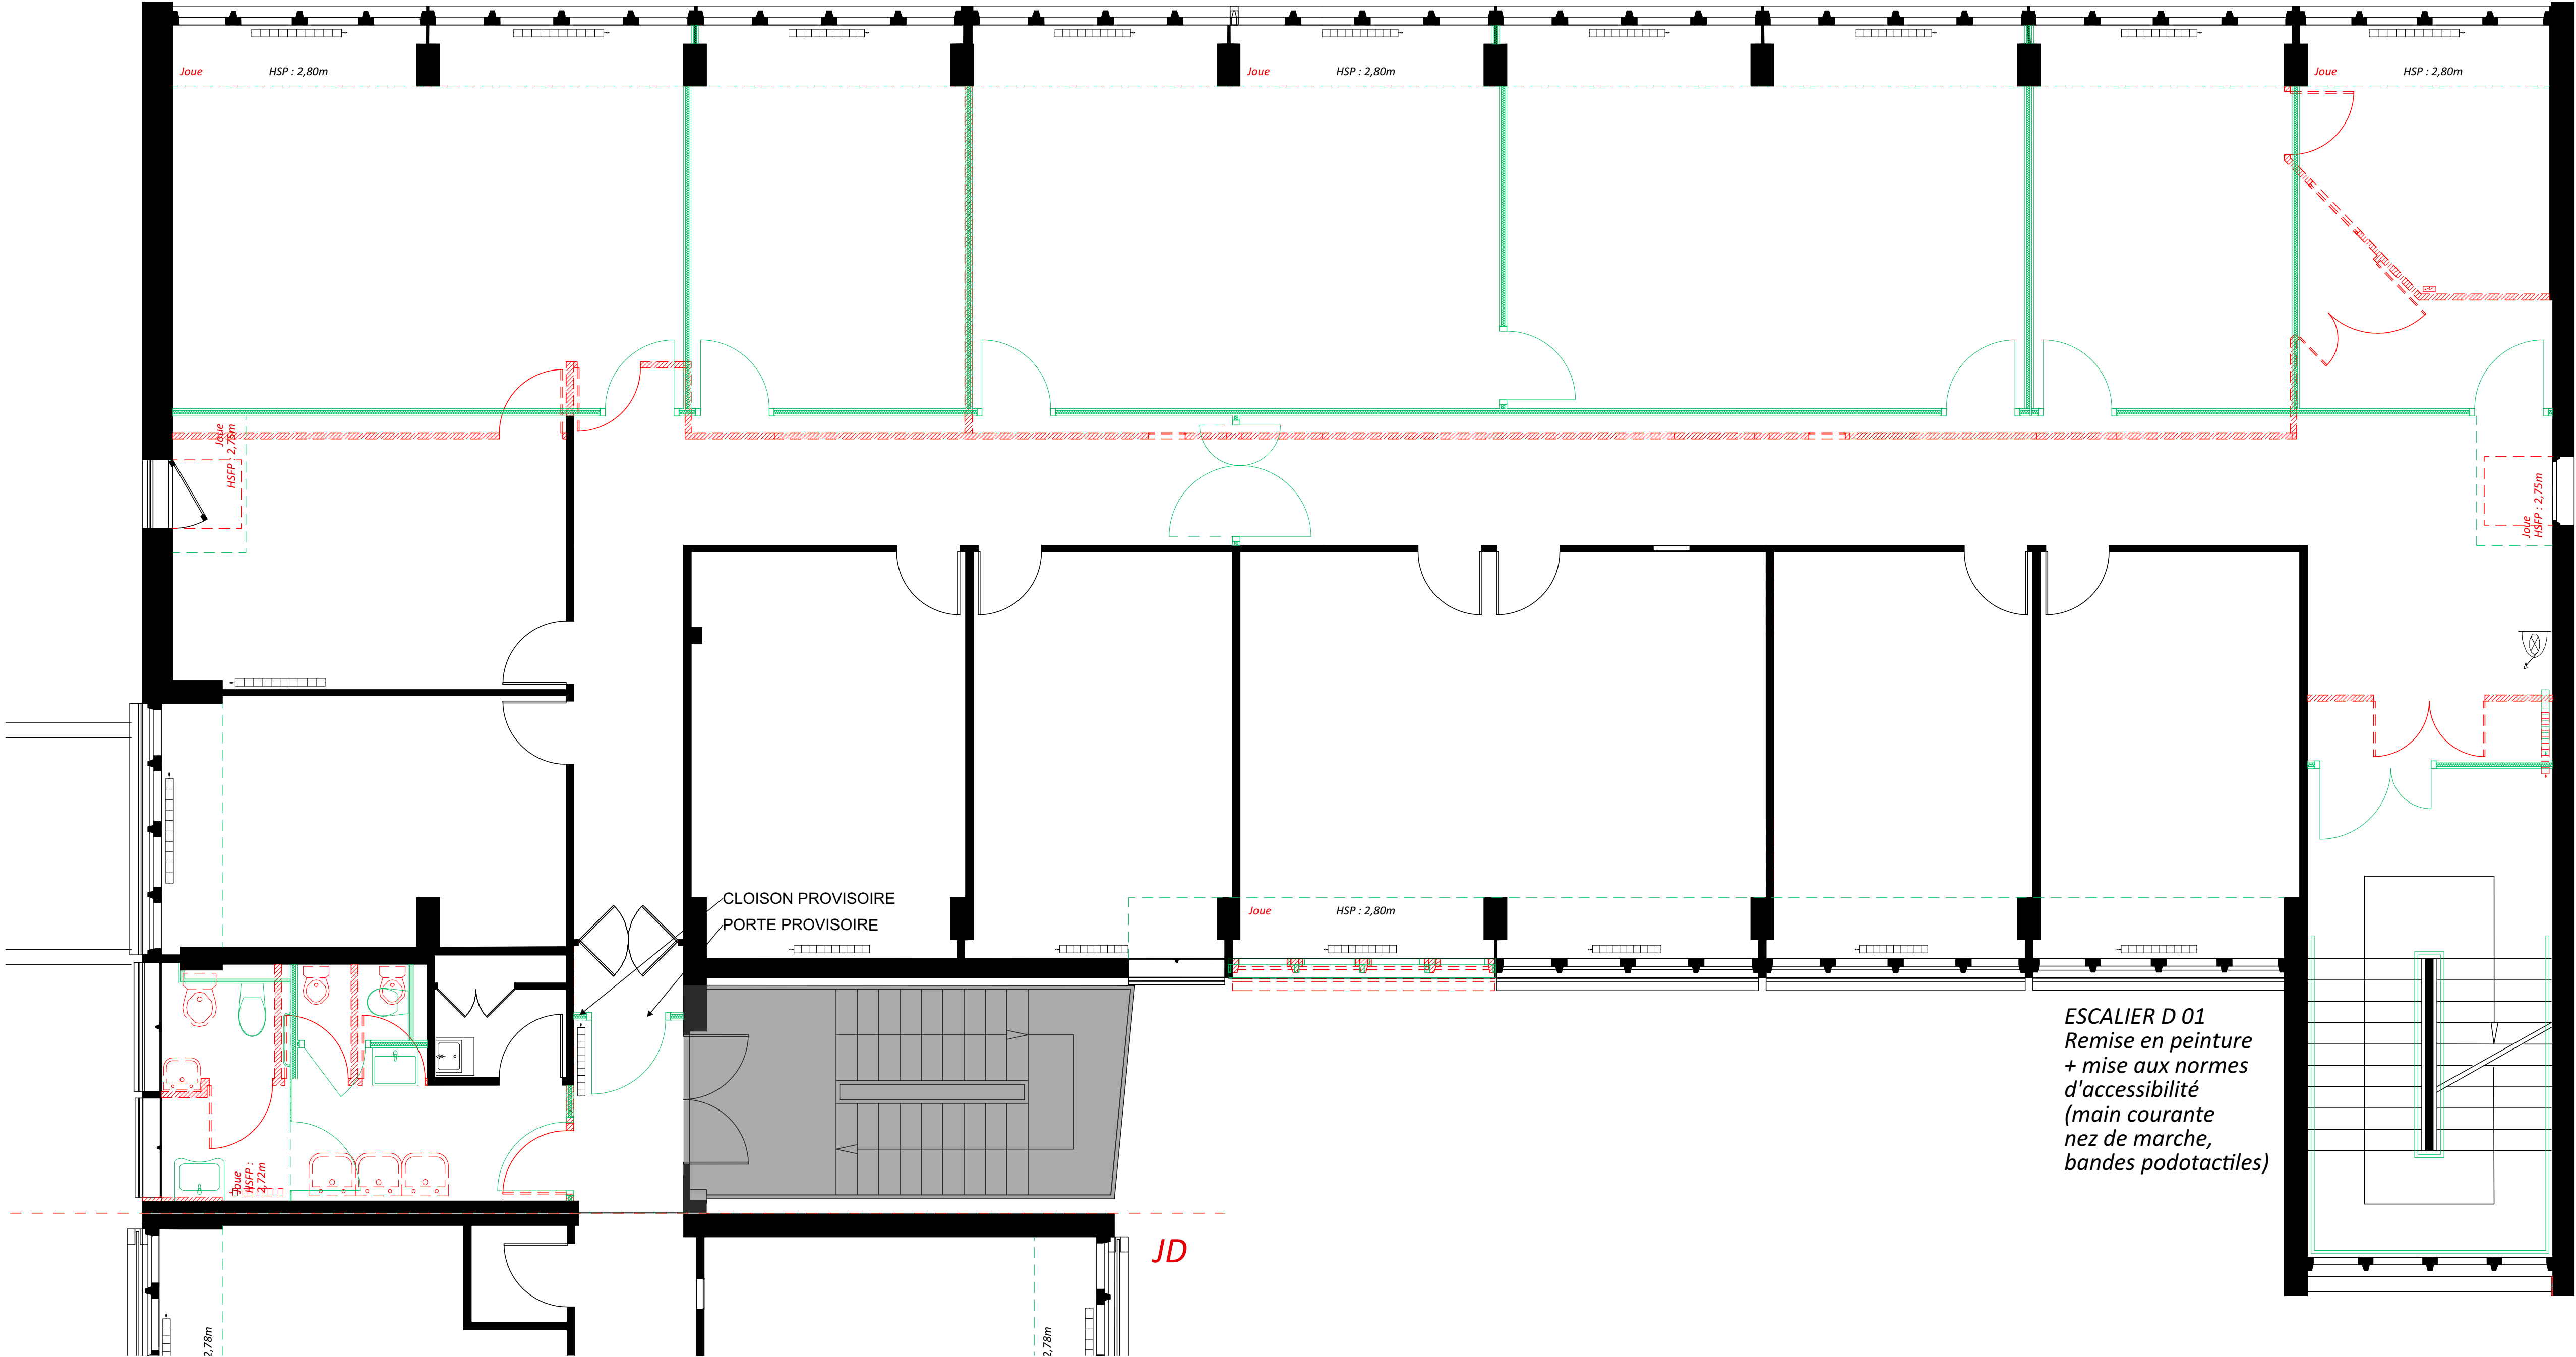 Joue
HSP : 2,80m
Joue
HSP : 2,80m
Joue
HSP : 2,80m
Joue
HSFP : 2,75m
Joue
HSFP : 2,75m
CLOISON PROVISOIRE
PORTE PROVISOIRE
Joue
HSP : 2,80m
ESCALIER D 01
Remise en peinture
+ mise aux normes
d'accessibilité
(main courante
nez de marche,
bandes podotactiles)
Joue
HSFP :
2,72m
JD
2,78m
2,78m